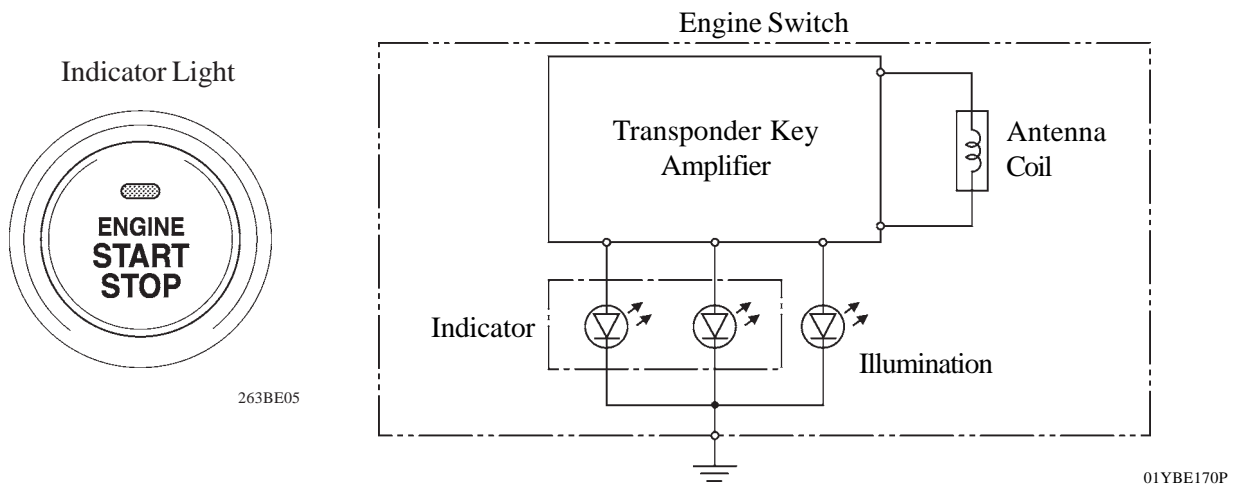 Indicator Light
ENGINE
START
STOP
263BE05
Engine Switch
Transponder Key
Amplifier
Antenna
Coil
Indicator
Illumination
01YBE170P